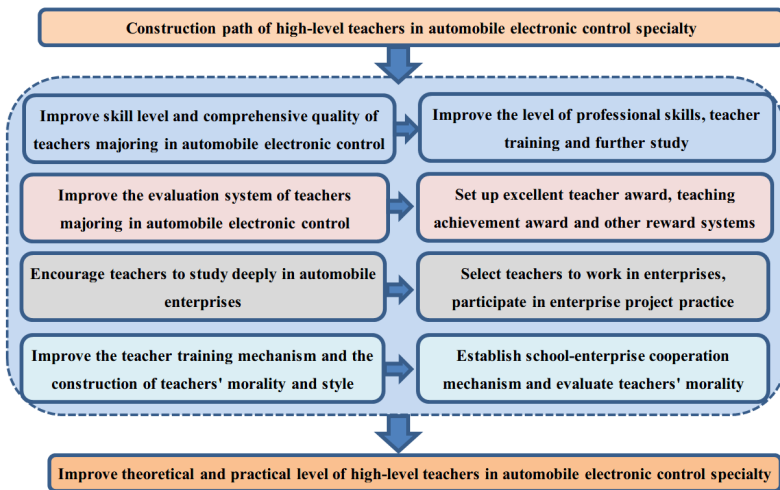 Construction path of high-level teachers in automobile electronic control specialty
Improve skill level and comprehensive quality of
teachers majoring in automobile electronic control
Improve the level of professional skills, teacher
training and further study
Improve the evaluation system of teachers
majoring in automobile electronic control
Set up excellent teacher award, teaching
achievement award and other reward systems
Encourage teachers to study deeply in automobile
enterprises
Select teachers to work in enterprises,
participate in enterprise project practice
Improve the teacher training mechanism and the
construction of teachers' morality and style
Establish school-enterprise cooperation
mechanism and evaluate teachers' morality
Improve theoretical and practical level of high-level teachers in automobile electronic control specialty